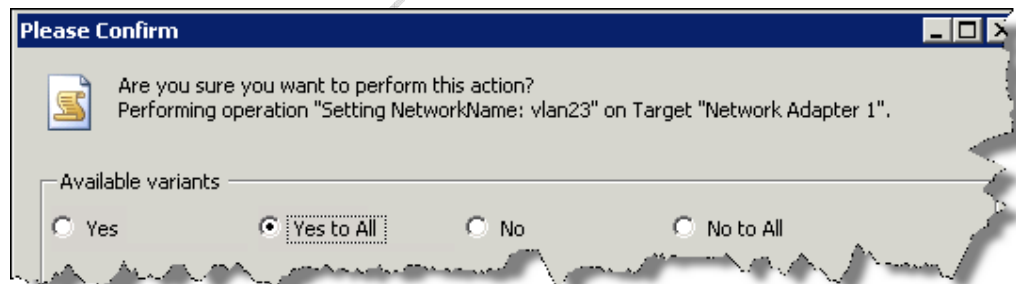 Please Confirm
Are you sure you want to perform this action?
Performing operation "Setting NetworkName: vlan23" on Target "Network Adapter 1".
Available variants
Yes Yes to All No No to All